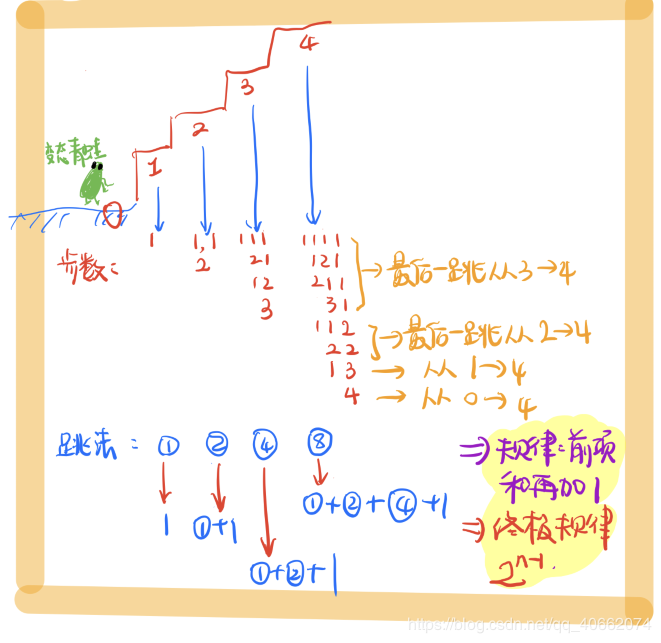 4
3
2
1
变态青蛙
0
步数:
1
1,1
2
111
21
12
3
1111
121
211
31
112
22
13
4
→最后一跳从3→4
→最后一跳从2→4
→从1→4
→从0→4
跳法: ① ② ④ ⑧
1
①+1
①+②+1
①+②+④+1
⇒规律:前项
和再加1
⇒终极规律
2ⁿ⁻¹.
https://blog.csdn.net/qq_40662074